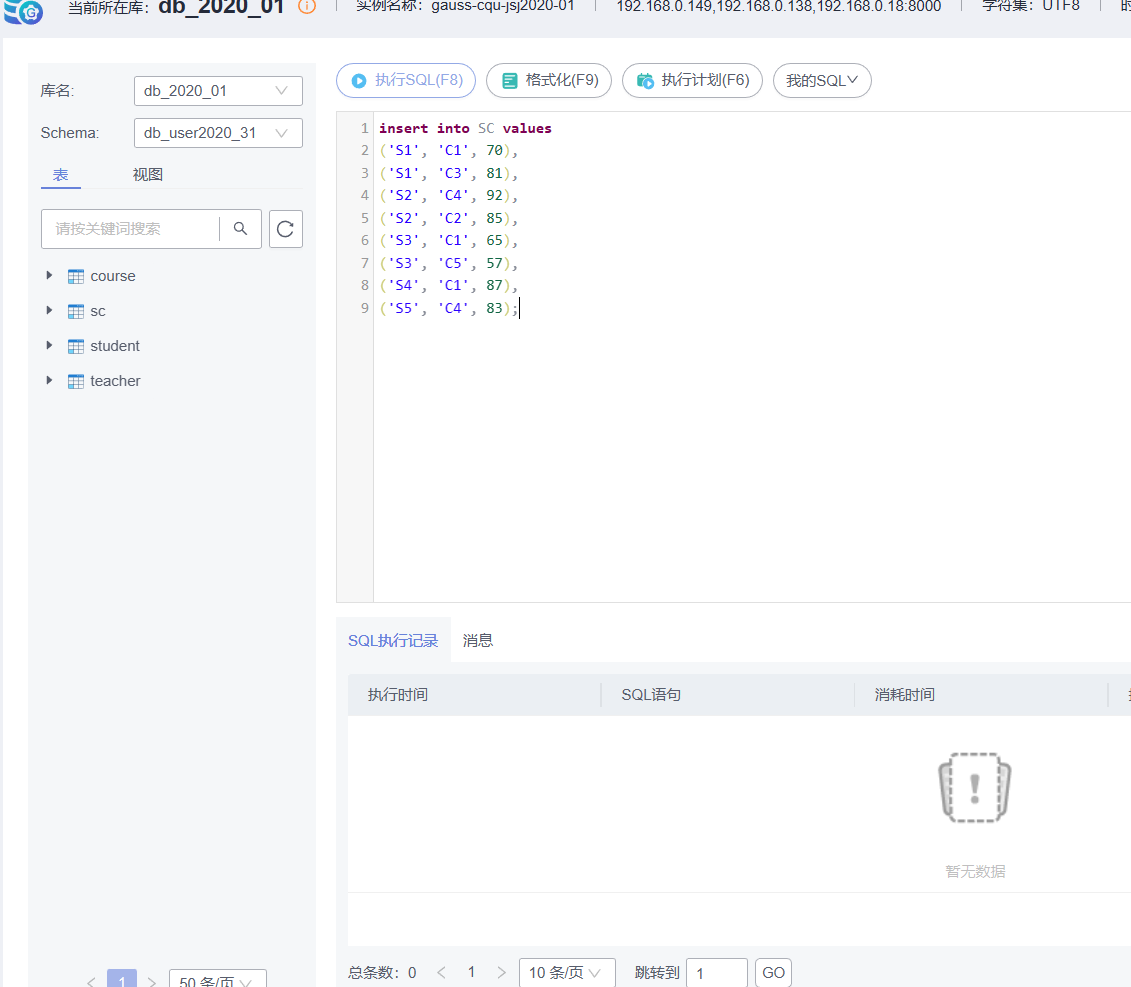 当前所在库: db_2020_01 实例名称: gauss-cqu-jsj2020-01 192.168.0.149,192.168.0.138,192.168.0.18:8000 字符集: UTF8
库名: db_2020_01
Schema: db_user2020_31
表 视图
请按关键词搜索
course
sc
student
teacher
1 50 条/页
执行SQL(F8) 格式化(F9) 执行计划(F6) 我的SQL
1 insert into SC values
2 ('S1', 'C1', 70),
3 ('S1', 'C3', 81),
4 ('S2', 'C4', 92),
5 ('S2', 'C2', 85),
6 ('S3', 'C1', 65),
7 ('S3', 'C5', 57),
8 ('S4', 'C1', 87),
9 ('S5', 'C4', 83);
SQL执行记录 消息
执行时间 SQL语句 消耗时间
暂无数据
总条数: 0 < 1 > 10 条/页 跳转到 1 GO